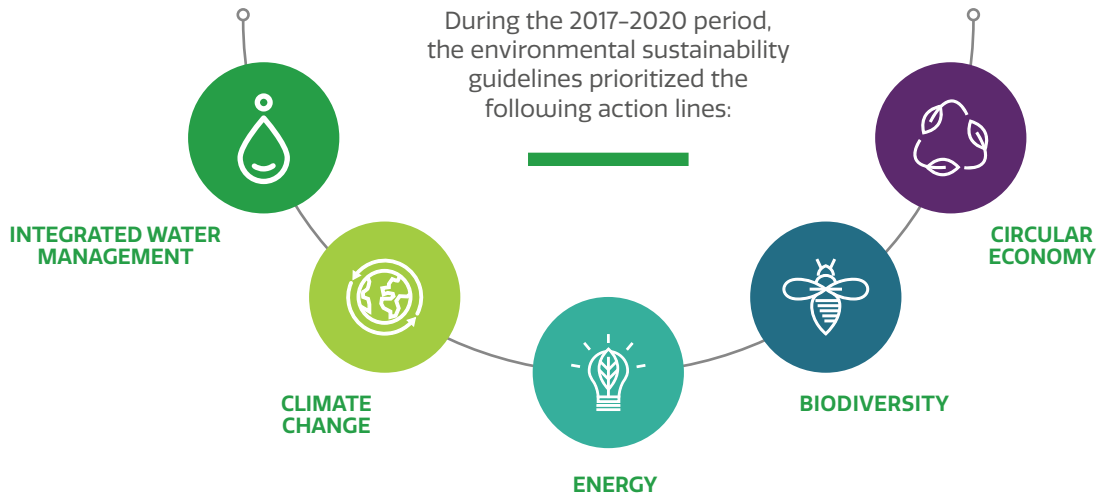 During the 2017-2020 period,
the environmental sustainability
guidelines prioritized the
following action lines:
INTEGRATED WATER
MANAGEMENT
CLIMATE
CHANGE
ENERGY
BIODIVERSITY
CIRCULAR
ECONOMY